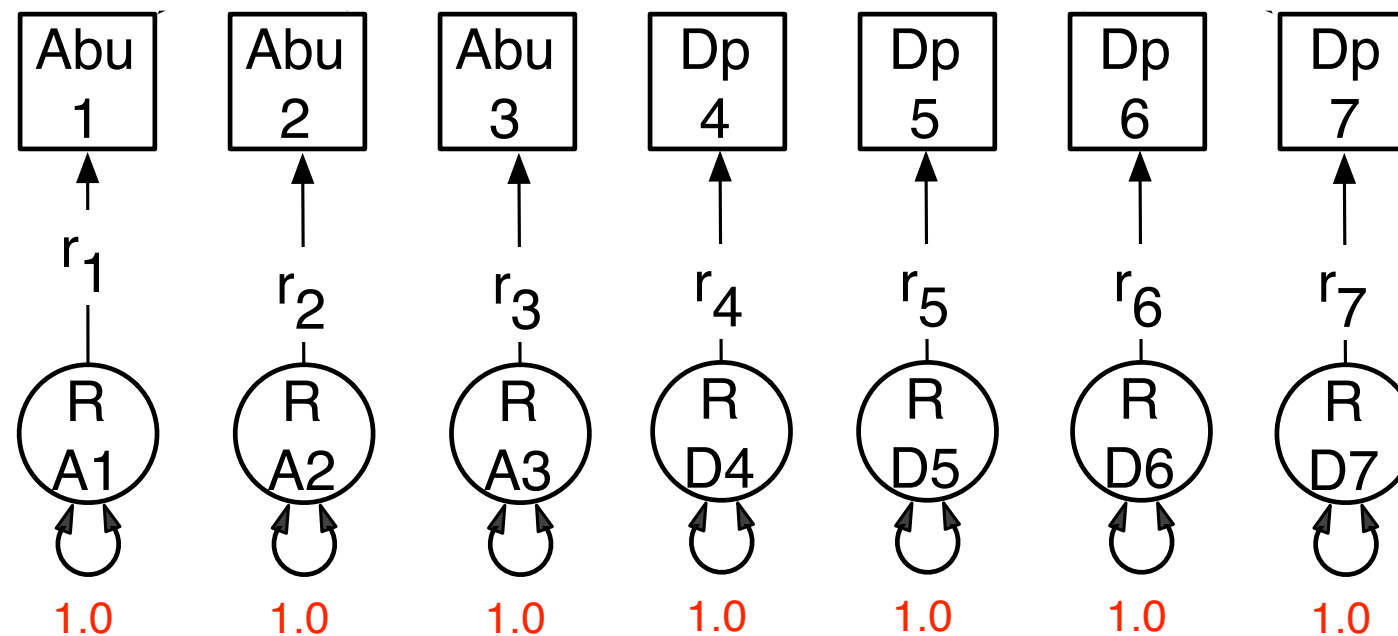 Abu Abu Abu Dp Dp Dp Dp
1 2 3 4 5 6 7
r1 r2 r3 r4 r5 r6 r7
R R R R R R R
A1 A2 A3 D4 D5 D6 D7
1.0 1.0 1.0 1.0 1.0 1.0 1.0